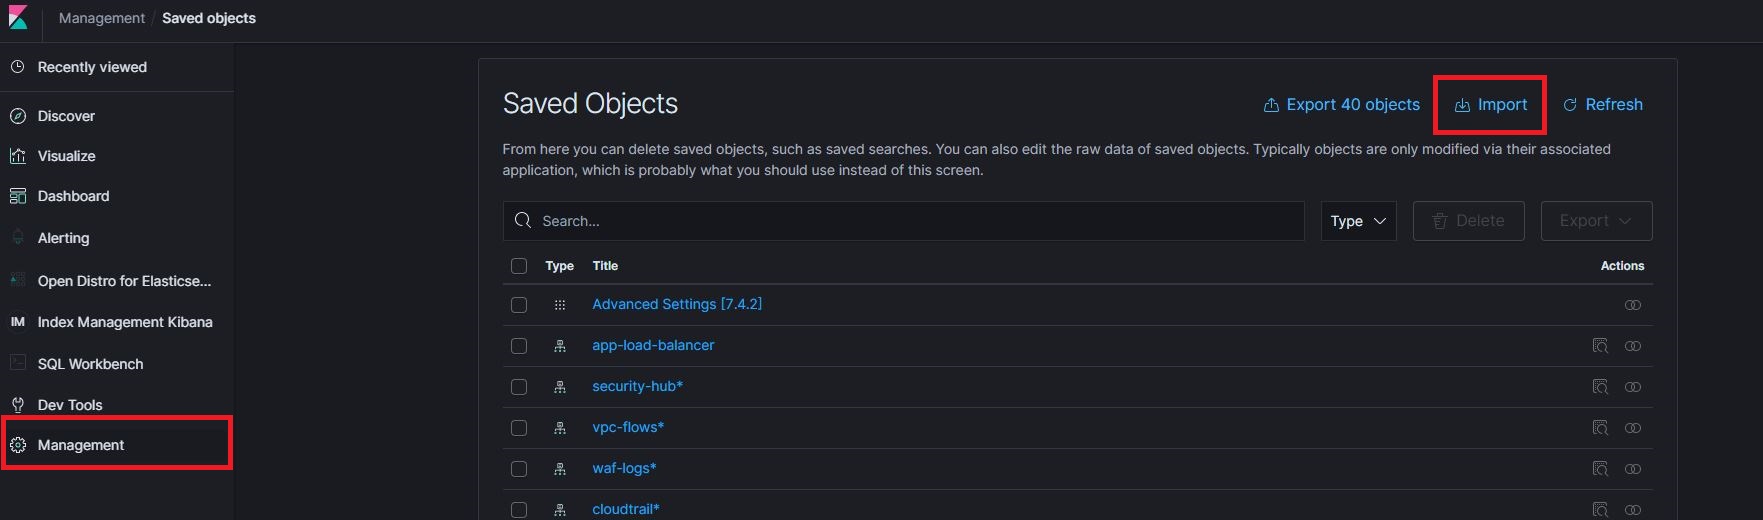 Management / Saved objects
Recently viewed
Discover
Visualize
Dashboard
Alerting
Open Distro for Elasticse...
IM Index Management Kibana
SQL Workbench
Dev Tools
Management
Saved Objects
Export 40 objects Import Refresh
From here you can delete saved objects, such as saved searches. You can also edit the raw data of saved objects. Typically objects are only modified via their associated
application, which is probably what you should use instead of this screen.
Search... Type Delete Export
Type Title Actions
Advanced Settings [7.4.2]
app-load-balancer
security-hub*
vpc-flows*
waf-logs*
cloudtrail*